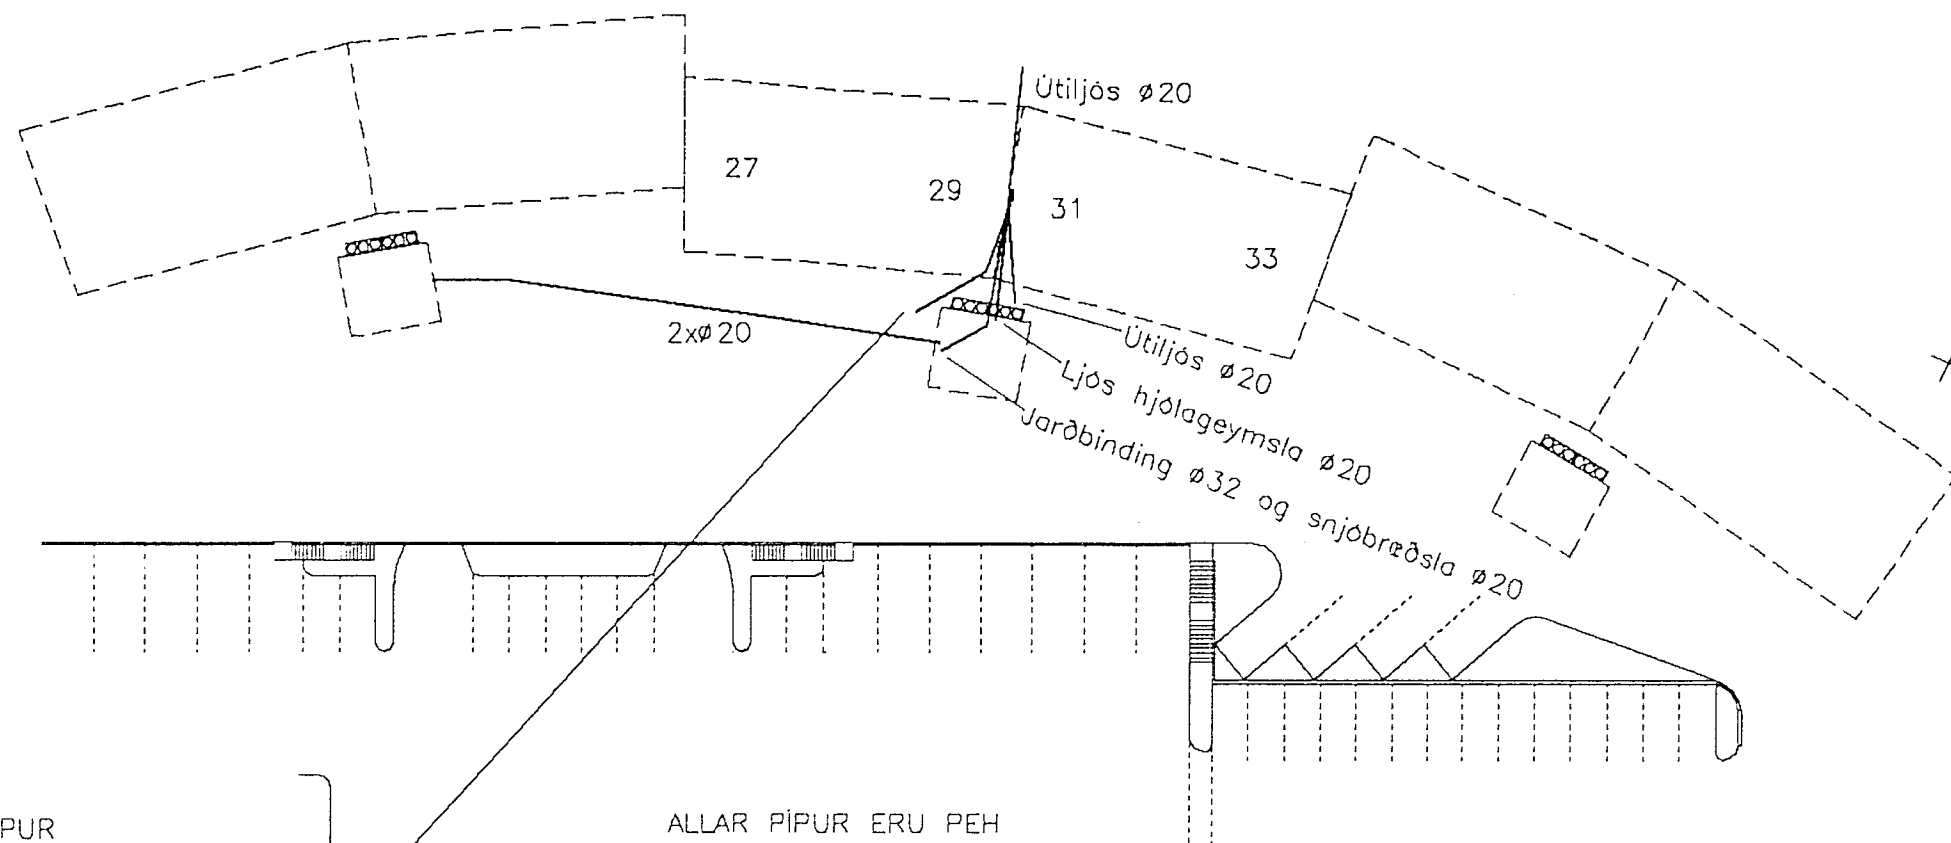 Útiljós ø20
27
29
31
33
2xø20
Útiljós ø20
Ljós hjólageymsla ø20
Jarðbinding ø32 og snjóbræðsla ø20
PUR
ALLAR PÍPUR ERU PEH